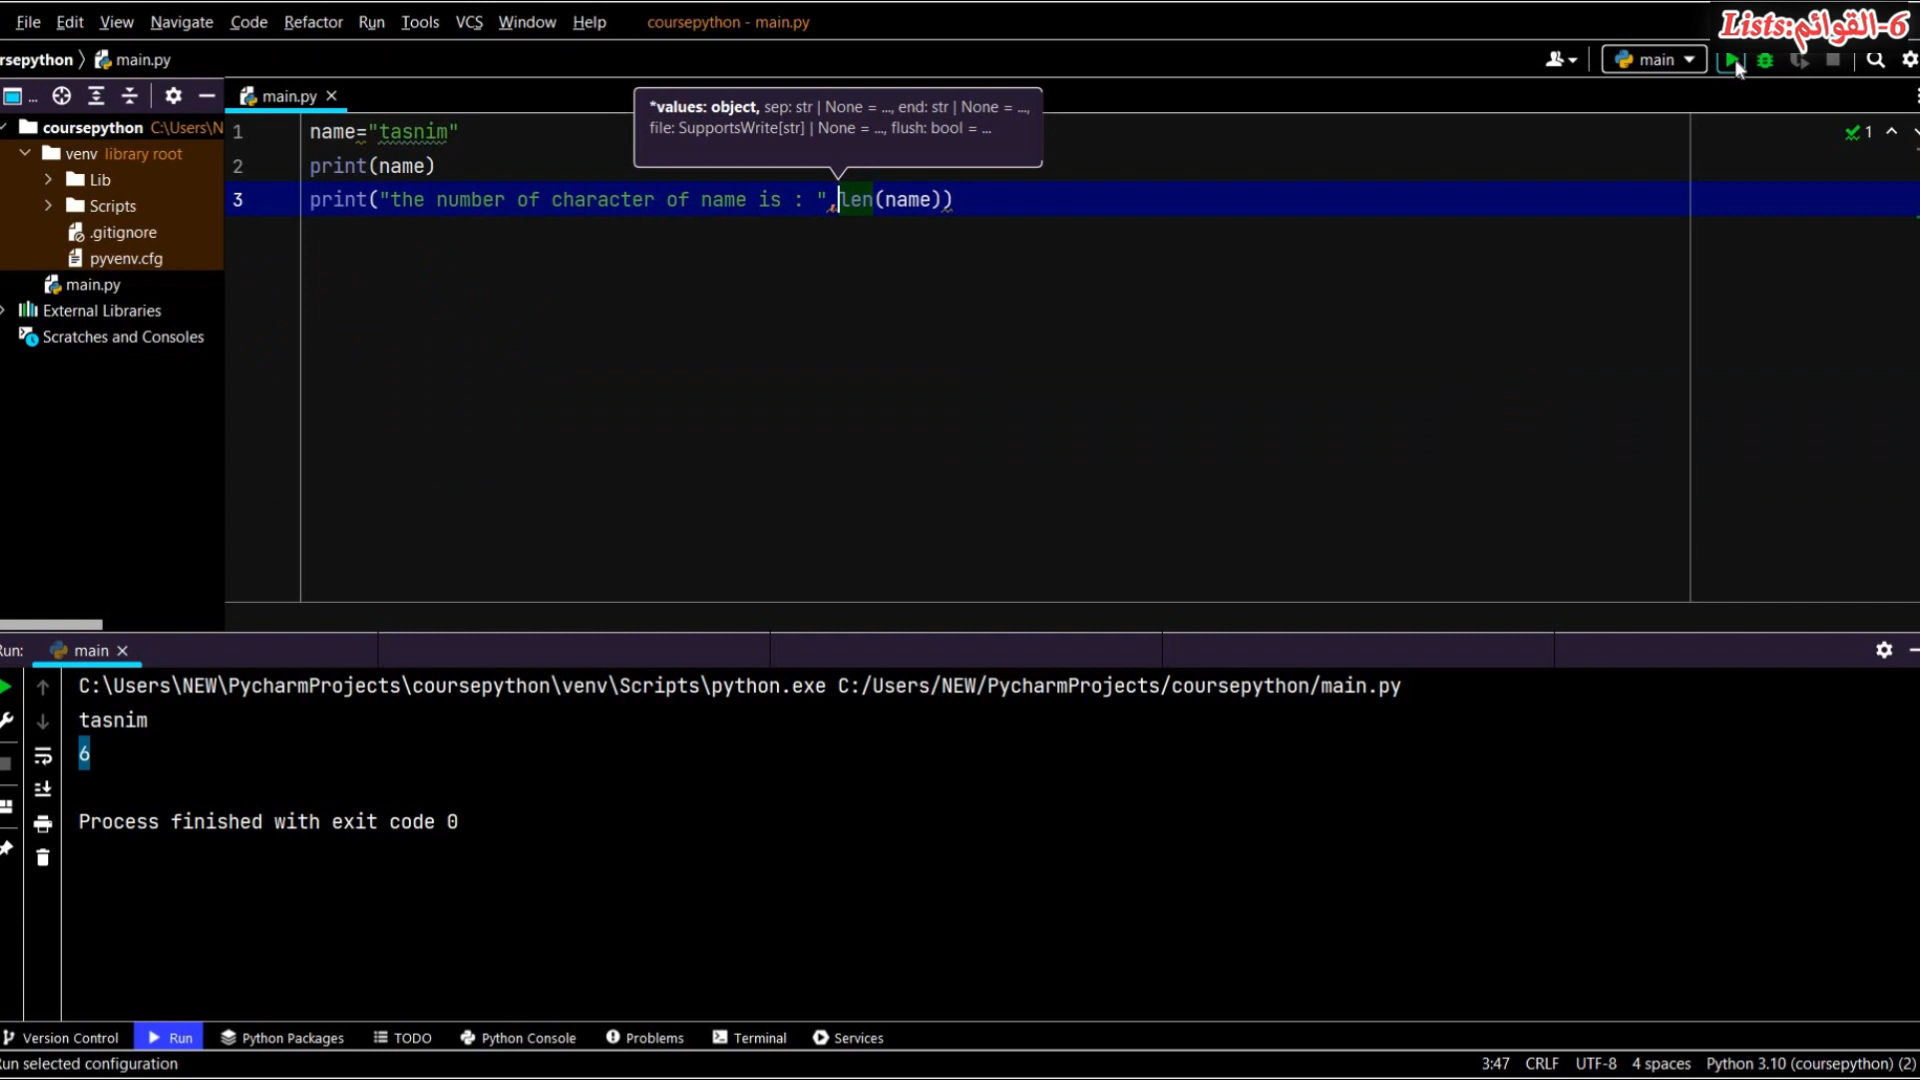 File Edit View Navigate Code Refactor Run Tools VCS Window Help coursepython - main.py
Lists:القوائم-6
rsepython main.py
main
main.py
*values: object, sep: str | None = ..., end: str | None = ...,
file: SupportsWrite[str] | None = ..., flush: bool = ...
coursepython C:\Users\N
venv library root
Lib
Scripts
.gitignore
pyvenv.cfg
main.py
External Libraries
Scratches and Consoles
1 name="tasnim"
2 print(name)
3 print("the number of character of name is : ",len(name))
1
Run: main
C:\Users\NEW\PycharmProjects\coursepython\venv\Scripts\python.exe C:/Users/NEW/PycharmProjects/coursepython/main.py
tasnim
6
Process finished with exit code 0
Version Control Run Python Packages TODO Python Console Problems Terminal Services
Run selected configuration 3:47 CRLF UTF-8 4 spaces Python 3.10 (coursepython) (2)